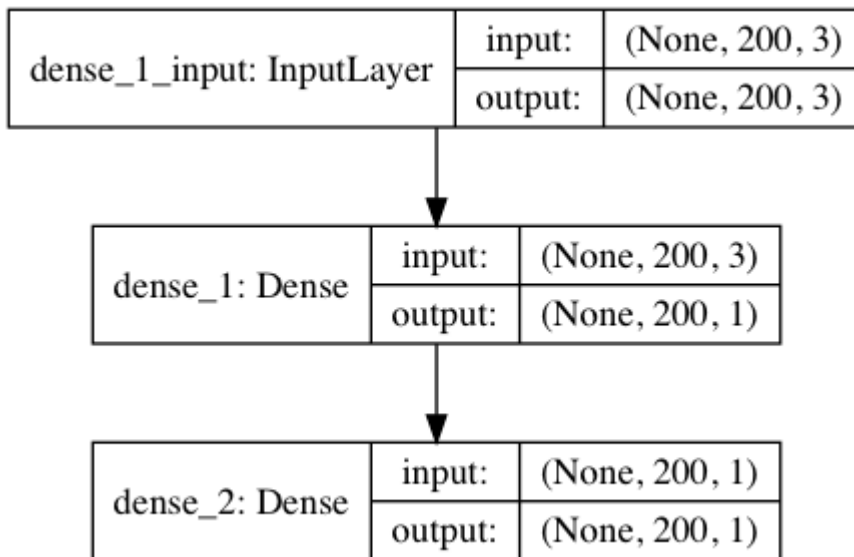 dense_1_input: InputLayer
input: (None, 200, 3)
output: (None, 200, 3)
dense_1: Dense
input: (None, 200, 3)
output: (None, 200, 1)
dense_2: Dense
input: (None, 200, 1)
output: (None, 200, 1)